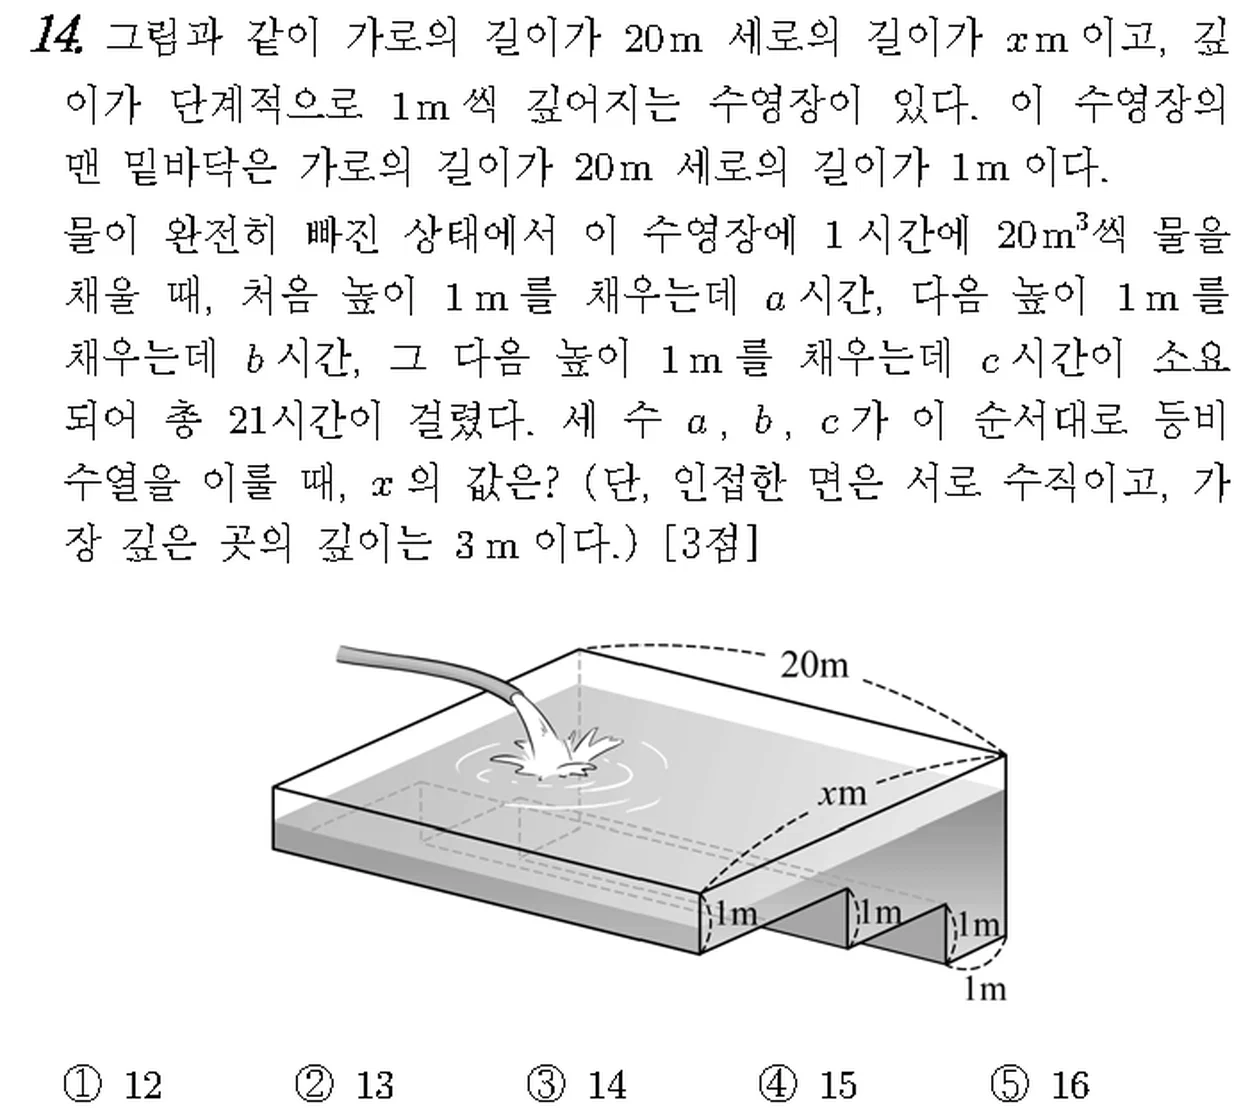 14. 그림과 같이 가로의 길이가 20m 세로의 길이가 xm 이고, 깊
이가 단계적으로 1m 씩 깊어지는 수영장이 있다. 이 수영장의
맨 밑바닥은 가로의 길이가 20m 세로의 길이가 1m 이다.
물이 완전히 빠진 상태에서 이 수영장에 1 시간에 20m³씩 물을
채울 때, 처음 높이 1m를 채우는데 a 시간, 다음 높이 1m를
채우는데 b 시간, 그 다음 높이 1m를 채우는데 c 시간이 소요
되어 총 21시간이 걸렸다. 세 수 a, b, c가 이 순서대로 등비
수열을 이룰 때, x 의 값은? (단, 인접한 면은 서로 수직이고, 가
장 깊은 곳의 깊이는 3m 이다.) [3점]
20m
xm
1m
1m
1m
1m
① 12 ② 13 ③ 14 ④ 15 ⑤ 16